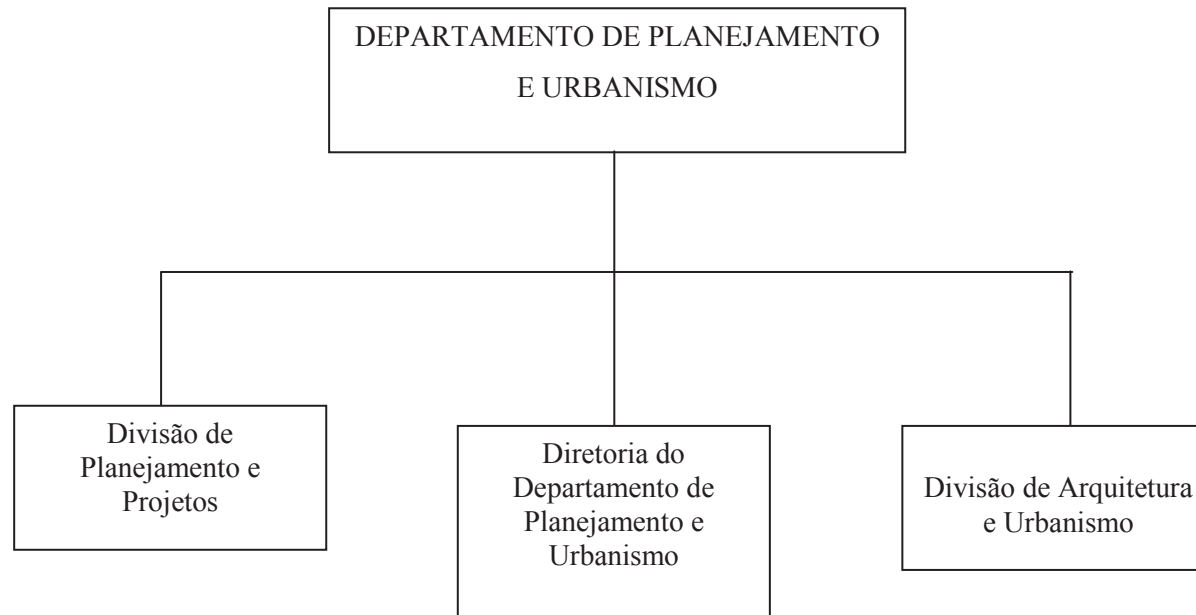 DEPARTAMENTO DE PLANEJAMENTO
E URBANISMO
Divisão de
Planejamento e
Projetos
Diretoria do
Departamento de
Planejamento e
Urbanismo
Divisão de Arquitetura
e Urbanismo